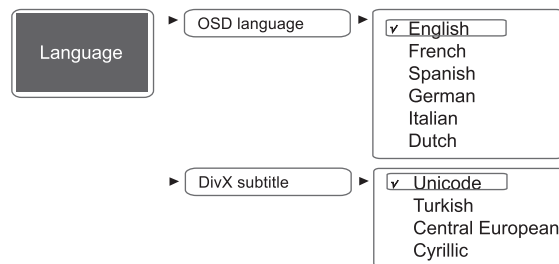 Language
OSD language
✓ English
French
Spanish
German
Italian
Dutch
DivX subtitle
✓ Unicode
Turkish
Central European
Cyrillic